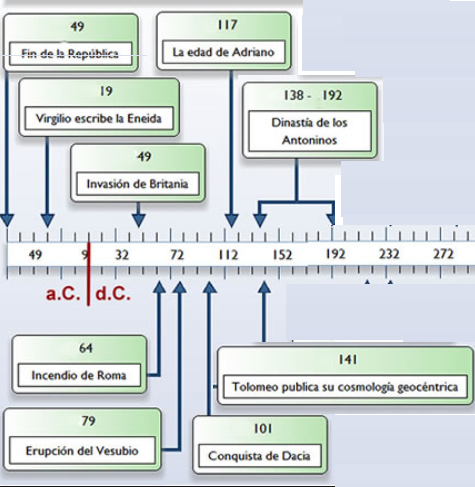 49
Fin de la República
117
La edad de Adriano
19
Virgilio escribe la Eneida
138 - 192
Dinastía de los
Antoninos
49
Invasión de Britania
49 9 32 72 112 152 192 232 272
a.C. d.C.
64
Incendio de Roma
141
Tolomeo publica su cosmología geocéntrica
79
Erupción del Vesubio
101
Conquista de Dacia